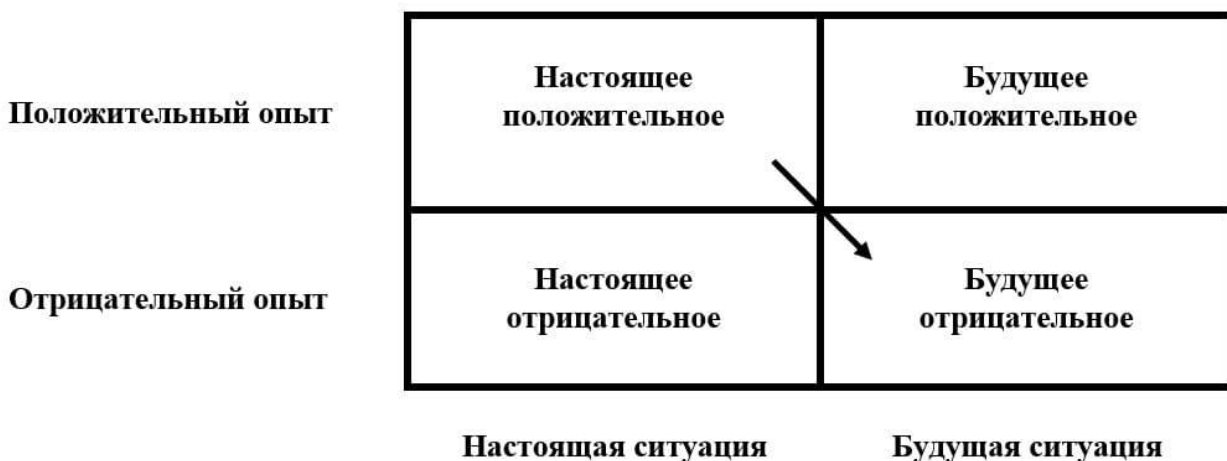 Настоящее
положительное
Будущее
положительное
Положительный опыт
Настоящее
отрицательное
Будущее
отрицательное
Отрицательный опыт
Настоящая ситуация
Будущая ситуация